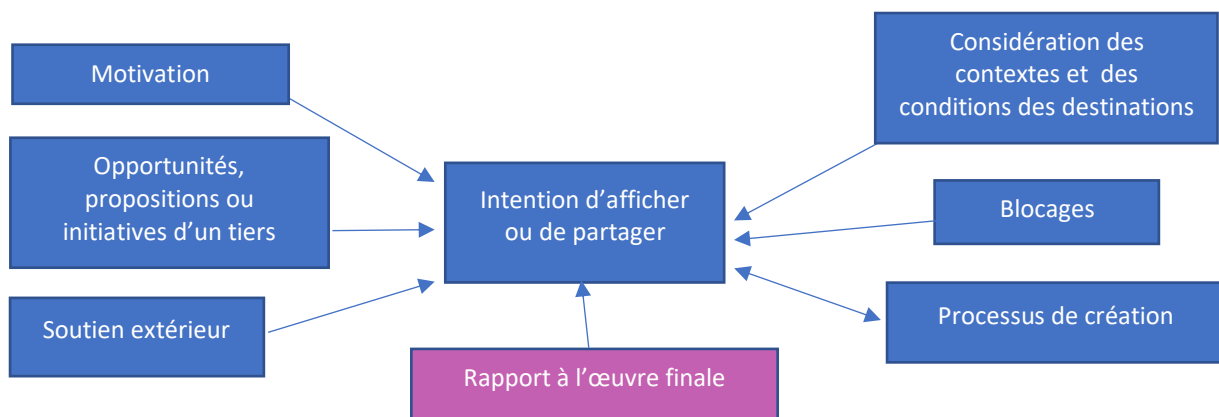 Motivation
Opportunités,
propositions ou
initiatives d’un tiers
Soutien extérieur
Intention d’afficher
ou de partager
Rapport à l’œuvre finale
Considération des
contextes et des
conditions des destinations
Blocages
Processus de création